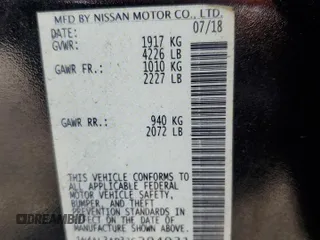 MFD BY NISSAN MOTOR CO., LTD.
DATE: 07/18
GVWR: 1917 KG
4226 LB
GAWR FR.: 1010 KG
2227 LB
GAWR RR.: 940 KG
2072 LB
THIS VEHICLE CONFORMS TO ALL
APPLICABLE FEDERAL
MOTOR VEHICLE SAFETY,
BUMPER, AND THEFT
PREVENTION STANDARDS
IN EFFECT ON THE DATE OF
MANUFACTURE SHOWN ABOVE.